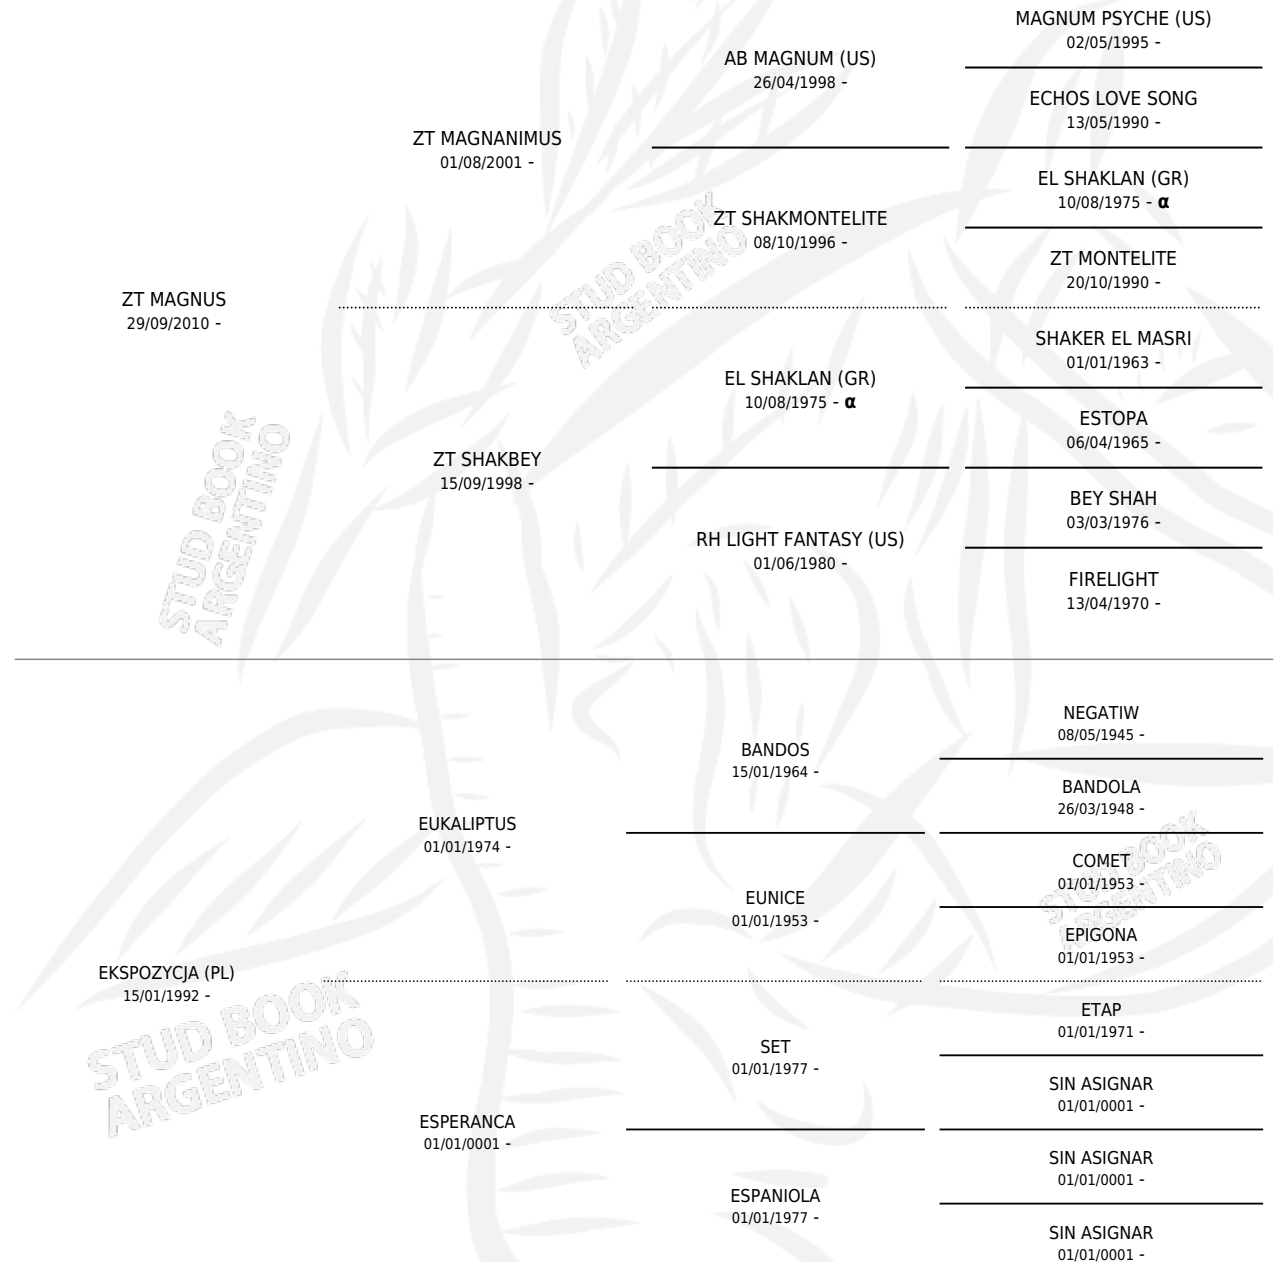 MAGNUM PSYCHE (US)
02/05/1995 -
AB MAGNUM (US)
26/04/1998 -
ECHOS LOVE SONG
13/05/1990 -
ZT MAGNANIMUS
01/08/2001 -
EL SHAKLAN (GR)
10/08/1975 - α
ZT SHAKMONTELITE
08/10/1996 -
ZT MONTELITE
20/10/1990 -
ZT MAGNUS
29/09/2010 -
SHAKER EL MASRI
01/01/1963 -
EL SHAKLAN (GR)
10/08/1975 - α
ESTOPA
06/04/1965 -
ZT SHAKBEY
15/09/1998 -
BEY SHAH
03/03/1976 -
RH LIGHT FANTASY (US)
01/06/1980 -
FIRELIGHT
13/04/1970 -
NEGATIW
08/05/1945 -
BANDOS
15/01/1964 -
BANDOLA
26/03/1948 -
EUKALIPTUS
01/01/1974 -
COMET
01/01/1953 -
EUNICE
01/01/1953 -
EPIGONA
01/01/1953 -
EKSPOZYCJA (PL)
15/01/1992 -
ETAP
01/01/1971 -
SET
01/01/1977 -
SIN ASIGNAR
01/01/0001 -
ESPERANCA
01/01/0001 -
SIN ASIGNAR
01/01/0001 -
ESPANIOLA
01/01/1977 -
SIN ASIGNAR
01/01/0001 -
STUD BOOK
ARGENTINO
STUD BOOK
ARGENTINO
STUD BOOK
ARGENTINO
STUD BOOK
ARGENTINO